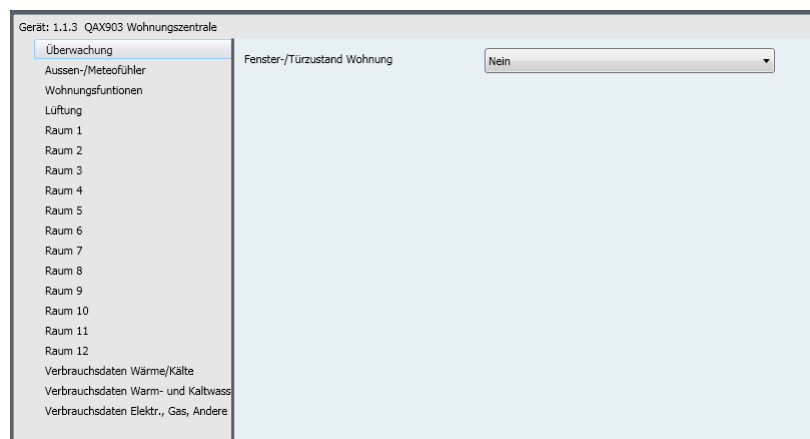 Gerät: 1.1.3 QAX903 Wohnungszentrale
Überwachung
Aussen-/Meteofühler
Wohnungsfuntionen
Lüftung
Raum 1
Raum 2
Raum 3
Raum 4
Raum 5
Raum 6
Raum 7
Raum 8
Raum 9
Raum 10
Raum 11
Raum 12
Verbrauchsdaten Wärme/Kälte
Verbrauchsdaten Warm- und Kaltwass
Verbrauchsdaten Elektr., Gas, Andere
Fenster-/Türzustand Wohnung
Nein